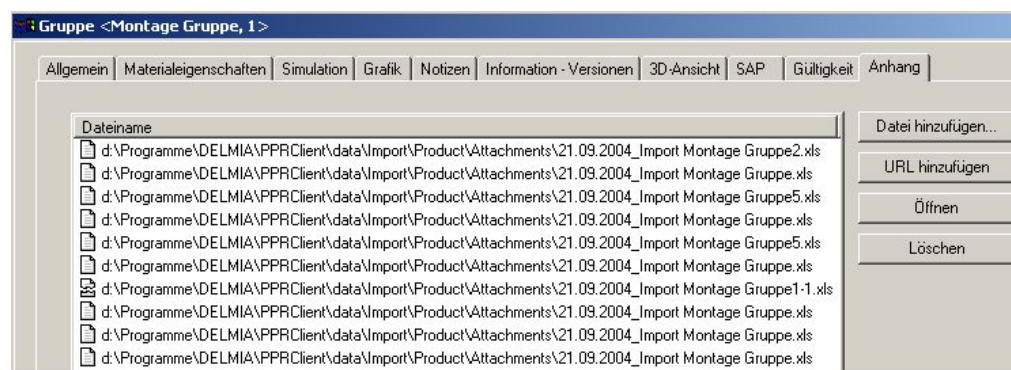 Gruppe <Montage Gruppe, 1>
Allgemein Materialeigenschaften Simulation Grafik Notizen Information - Versionen 3D-Ansicht SAP Gültigkeit Anhang
Dateiname
d:\Programme\DELMIA\PPRClient\data\Import\Product\Attachments\21.09.2004_Import Montage Gruppe2.xls
d:\Programme\DELMIA\PPRClient\data\Import\Product\Attachments\21.09.2004_Import Montage Gruppe.xls
d:\Programme\DELMIA\PPRClient\data\Import\Product\Attachments\21.09.2004_Import Montage Gruppe5.xls
d:\Programme\DELMIA\PPRClient\data\Import\Product\Attachments\21.09.2004_Import Montage Gruppe.xls
d:\Programme\DELMIA\PPRClient\data\Import\Product\Attachments\21.09.2004_Import Montage Gruppe5.xls
d:\Programme\DELMIA\PPRClient\data\Import\Product\Attachments\21.09.2004_Import Montage Gruppe.xls
d:\Programme\DELMIA\PPRClient\data\Import\Product\Attachments\21.09.2004_Import Montage Gruppe1-1.xls
d:\Programme\DELMIA\PPRClient\data\Import\Product\Attachments\21.09.2004_Import Montage Gruppe.xls
d:\Programme\DELMIA\PPRClient\data\Import\Product\Attachments\21.09.2004_Import Montage Gruppe.xls
d:\Programme\DELMIA\PPRClient\data\Import\Product\Attachments\21.09.2004_Import Montage Gruppe.xls
Datei hinzufügen...
URL hinzufügen
Öffnen
Löschen